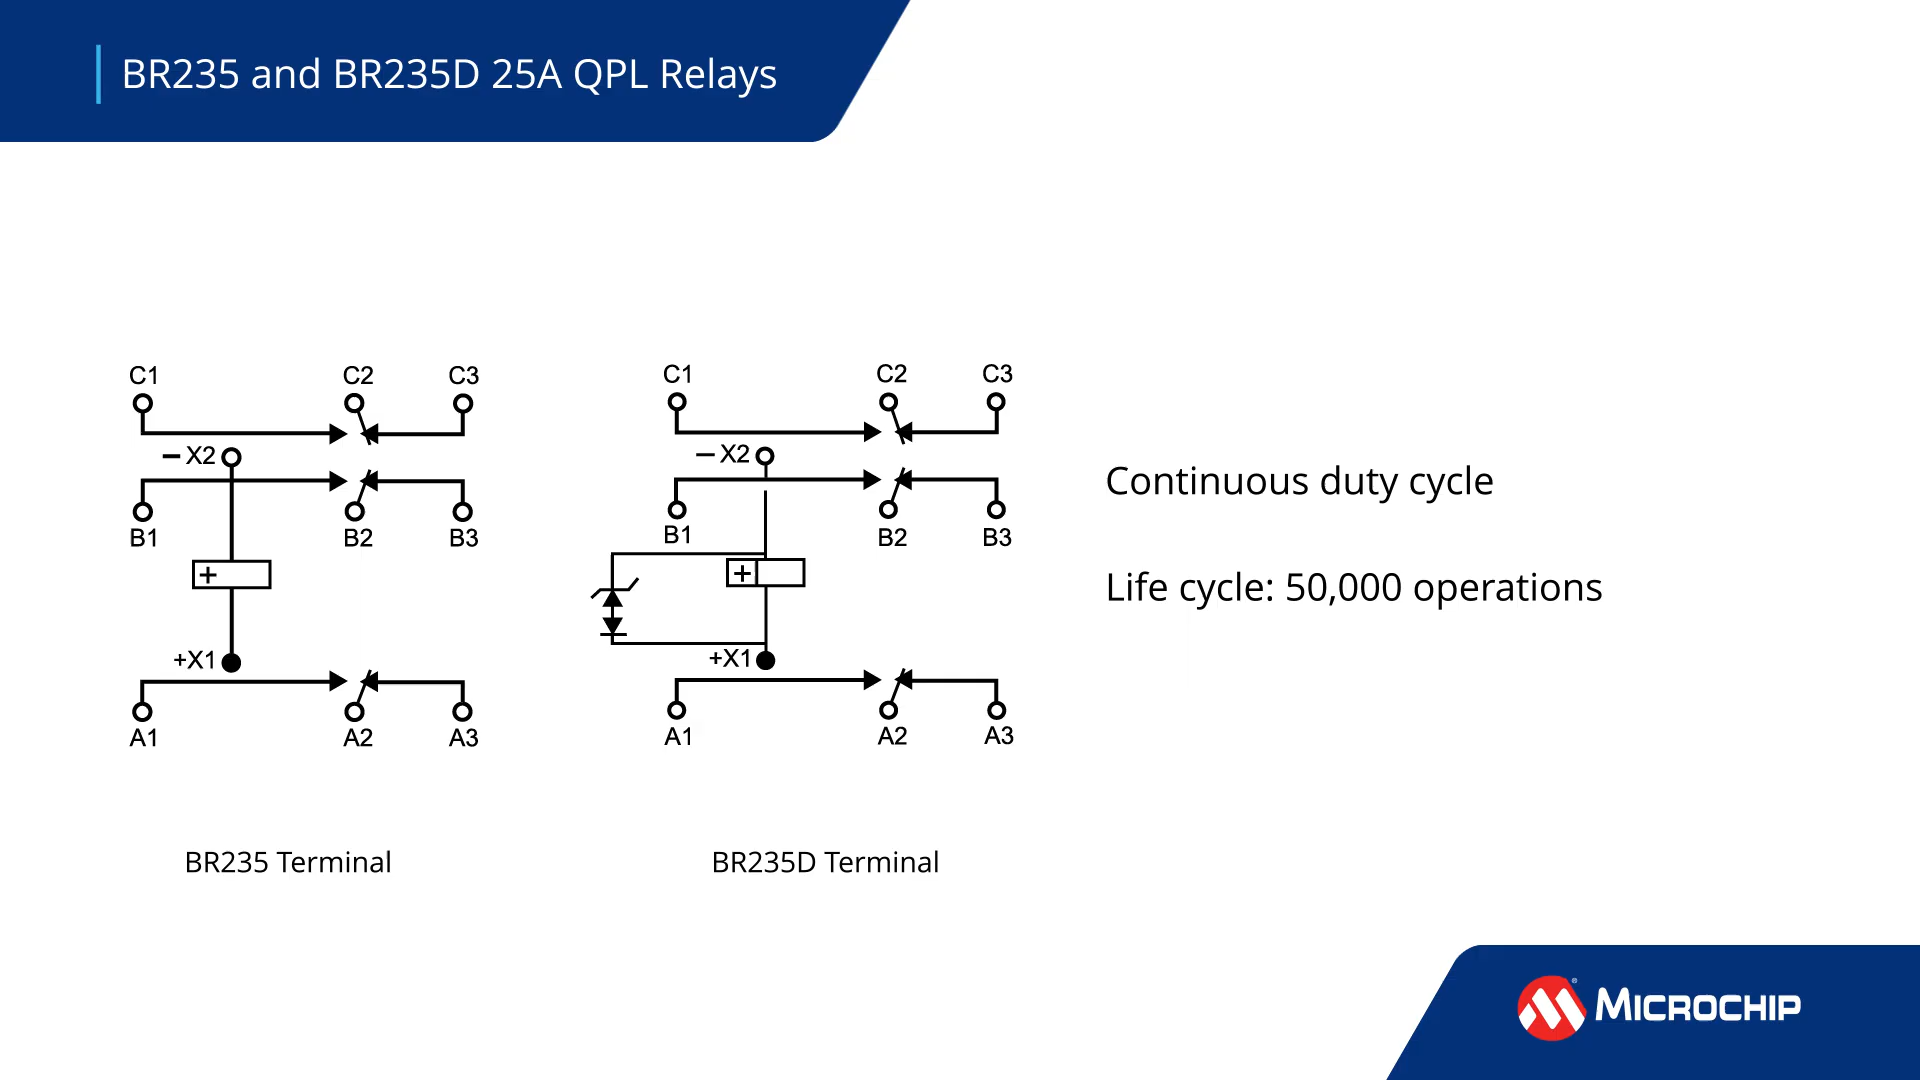 BR235 and BR235D 25A QPL Relays
C1 C2 C3
– X2
B1 B2 B3
+
+X1
A1 A2 A3
BR235 Terminal
C1 C2 C3
– X2
B1 B2 B3
+
+X1
A1 A2 A3
BR235D Terminal
Continuous duty cycle
Life cycle: 50,000 operations
MICROCHIP